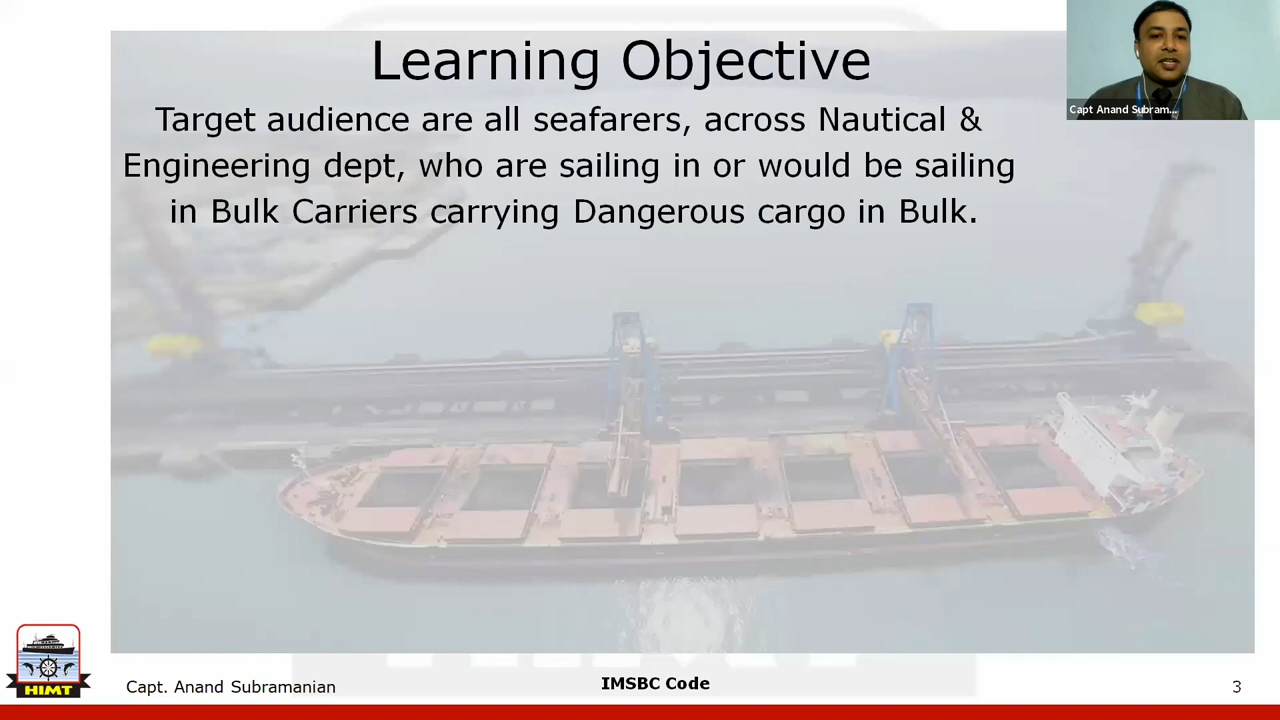 Learning Objective
Target audience are all seafarers, across Nautical &
Engineering dept, who are sailing in or would be sailing
in Bulk Carriers carrying Dangerous cargo in Bulk.
Capt Anand Subram...
HIMT
Capt. Anand Subramanian
IMSBC Code
3